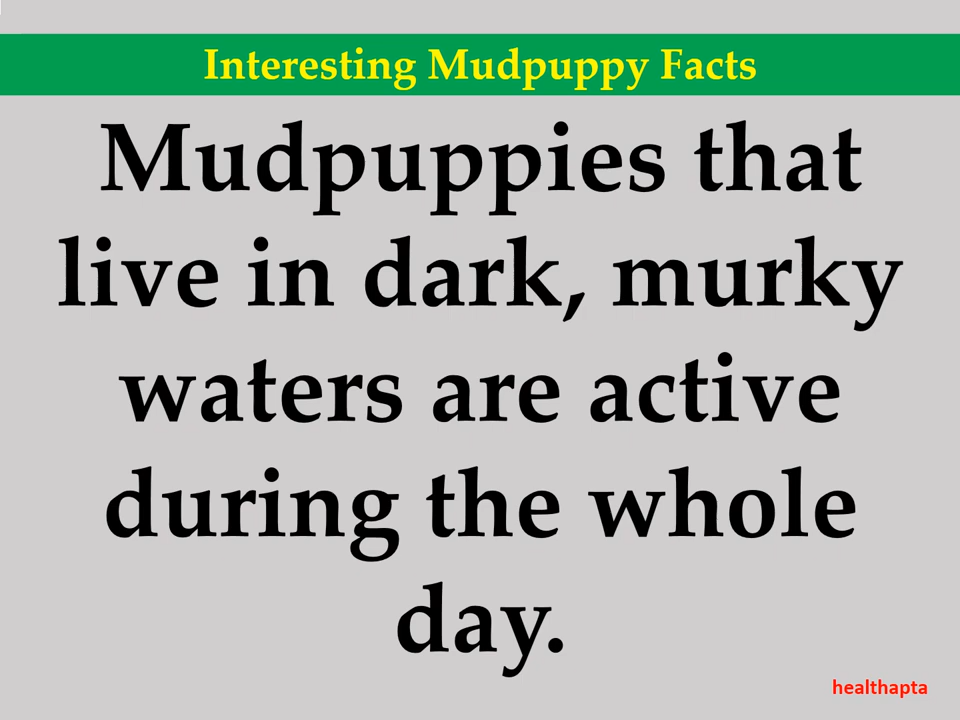 Interesting Mudpuppy Facts
Mudpuppies that
live in dark, murky
waters are active
during the whole
day.
healthapta